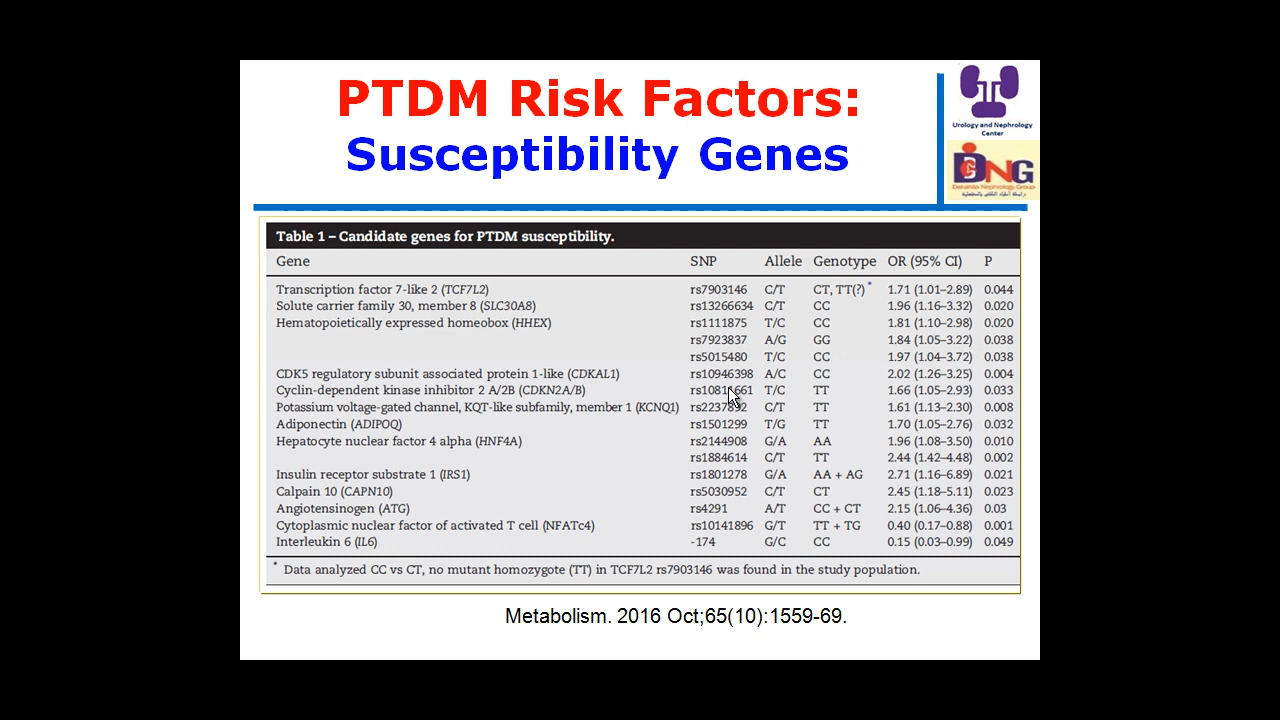 PTDM Risk Factors:
Susceptibility Genes
Urology and Nephrology
Center
DNG
Dakahlia Nephrology Group
Table 1 – Candidate genes for PTDM susceptibility.
Gene SNP Allele Genotype OR (95% CI) P
Transcription factor 7-like 2 (TCF7L2) rs7903146 C/T CT, TT(?)* 1.71 (1.01–2.89) 0.044
Solute carrier family 30, member 8 (SLC30A8) rs13266634 C/T CC 1.96 (1.16–3.32) 0.020
Hematopoietically expressed homeobox (HHEX) rs1111875 T/C CC 1.81 (1.10–2.98) 0.020
rs7923837 A/G GG 1.84 (1.05–3.22) 0.038
rs5015480 T/C CC 1.97 (1.04–3.72) 0.038
CDK5 regulatory subunit associated protein 1-like (CDKAL1) rs10946398 A/C CC 2.02 (1.26–3.25) 0.004
Cyclin-dependent kinase inhibitor 2 A/2B (CDKN2A/B) T/C TT 1.66 (1.05–2.93) 0.033
Potassium voltage-gated channel, KQT-like subfamily, member 1 (KCNQ1) C/T TT 1.61 (1.13–2.30) 0.008
Adiponectin (ADIPOQ) rs1501299 T/G TT 1.70 (1.05–2.76) 0.032
Hepatocyte nuclear factor 4 alpha (HNF4A) rs2144908 G/A AA 1.96 (1.08–3.50) 0.010
rs1884614 C/T TT 2.44 (1.42–4.48) 0.002
Insulin receptor substrate 1 (IRS1) rs1801278 G/A AA + AG 2.71 (1.16–6.89) 0.021
Calpain 10 (CAPN10) rs5030952 C/T CT 2.45 (1.18–5.11) 0.023
Angiotensinogen (ATG) rs4291 A/T CC + CT 2.15 (1.06–4.36) 0.03
Cytoplasmic nuclear factor of activated T cell (NFATc4) rs10141896 G/T TT + TG 0.40 (0.17–0.88) 0.001
Interleukin 6 (IL6) -174 G/C CC 0.15 (0.03–0.99) 0.049
* Data analyzed CC vs CT, no mutant homozygote (TT) in TCF7L2 rs7903146 was found in the study population.
Metabolism. 2016 Oct;65(10):1559-69.